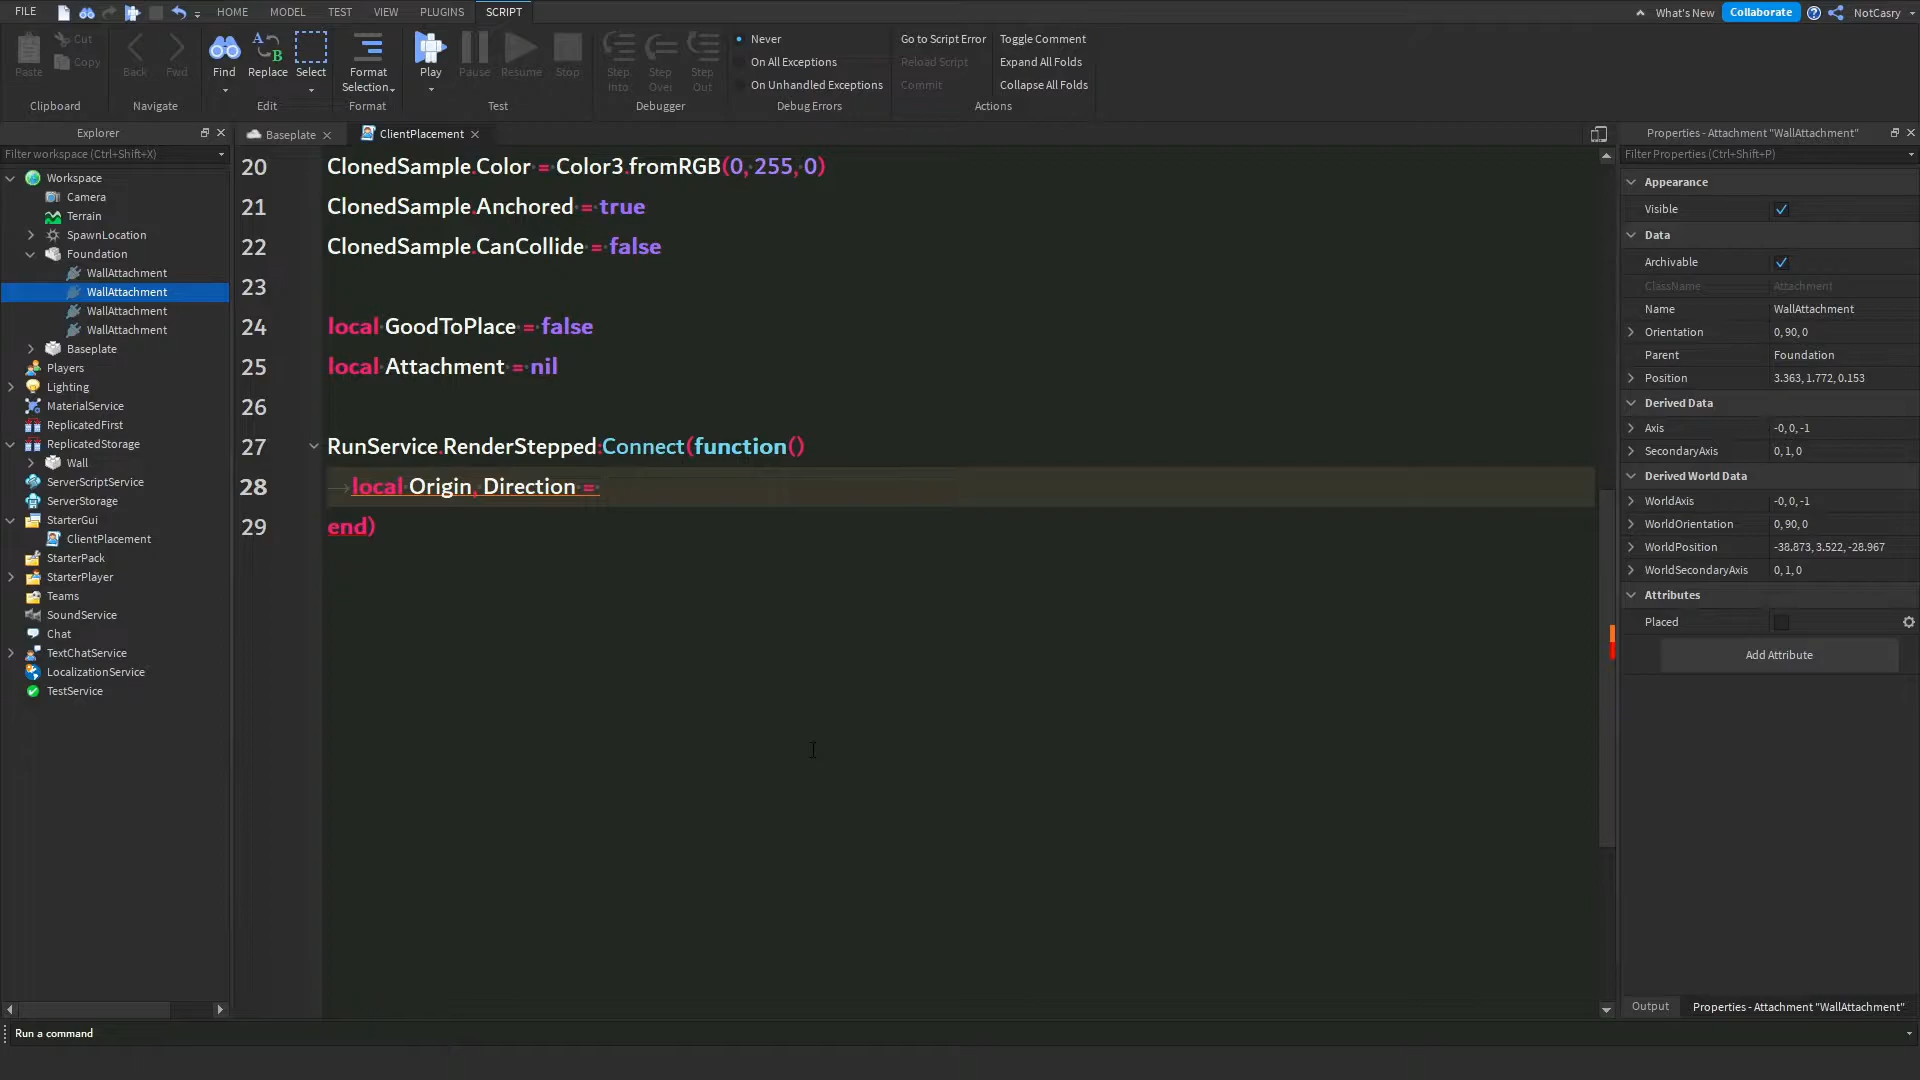 FILE HOME MODEL TEST VIEW PLUGINS SCRIPT What's New Collaborate NotCasry
Paste Cut Copy Clipboard
Back Fwd Navigate
Find Replace Select Edit
Format Selection Format
Play Pause Resume Stop Test
Step Into Step Over Step Out Debugger
Never
On All Exceptions
On Unhandled Exceptions
Debug Errors
Go to Script Error Toggle Comment
Reload Script Expand All Folds
Commit Collapse All Folds
Actions
Explorer
Filter workspace (Ctrl+Shift+X)
Workspace
Camera
Terrain
SpawnLocation
Foundation
WallAttachment
WallAttachment
WallAttachment
WallAttachment
Baseplate
Players
Lighting
MaterialService
ReplicatedFirst
ReplicatedStorage
Wall
ServerScriptService
ServerStorage
StarterGui
ClientPlacement
StarterPack
StarterPlayer
Teams
SoundService
Chat
TextChatService
LocalizationService
TestService
Baseplate ClientPlacement
20 ClonedSample.Color = Color3.fromRGB(0, 255, 0)
21 ClonedSample.Anchored = true
22 ClonedSample.CanCollide = false
23
24 local GoodToPlace = false
25 local Attachment = nil
26
27 RunService.RenderStepped:Connect(function()
28 local Origin, Direction =
29 end)
Properties - Attachment "WallAttachment"
Filter Properties (Ctrl+Shift+P)
Appearance
Visible
Data
Archivable
ClassName Attachment
Name WallAttachment
Orientation 0, 90, 0
Parent Foundation
Position 3.363, 1.772, 0.153
Derived Data
Axis -0, 0, -1
SecondaryAxis 0, 1, 0
Derived World Data
WorldAxis -0, 0, -1
WorldOrientation 0, 90, 0
WorldPosition -38.873, 3.522, -28.967
WorldSecondaryAxis 0, 1, 0
Attributes
Placed
Add Attribute
Output Properties - Attachment "WallAttachment"
Run a command